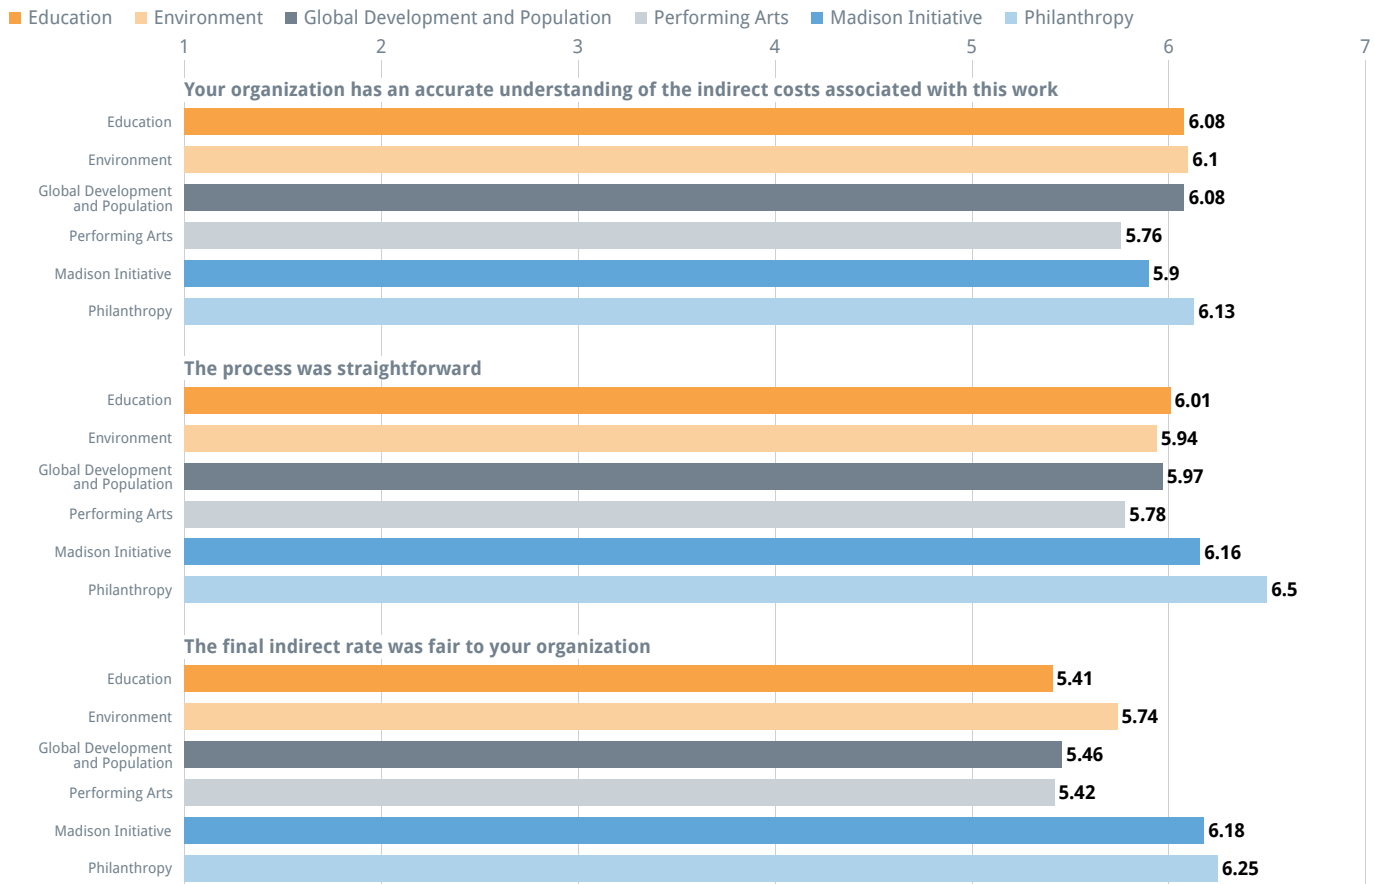 Education Environment Global Development and Population Performing Arts Madison Initiative Philanthropy
1 2 3 4 5 6 7
Your organization has an accurate understanding of the indirect costs associated with this work
Education 6.08
Environment 6.1
Global Development
and Population 6.08
Performing Arts 5.76
Madison Initiative 5.9
Philanthropy 6.13
The process was straightforward
Education 6.01
Environment 5.94
Global Development
and Population 5.97
Performing Arts 5.78
Madison Initiative 6.16
Philanthropy 6.5
The final indirect rate was fair to your organization
Education 5.41
Environment 5.74
Global Development
and Population 5.46
Performing Arts 5.42
Madison Initiative 6.18
Philanthropy 6.25